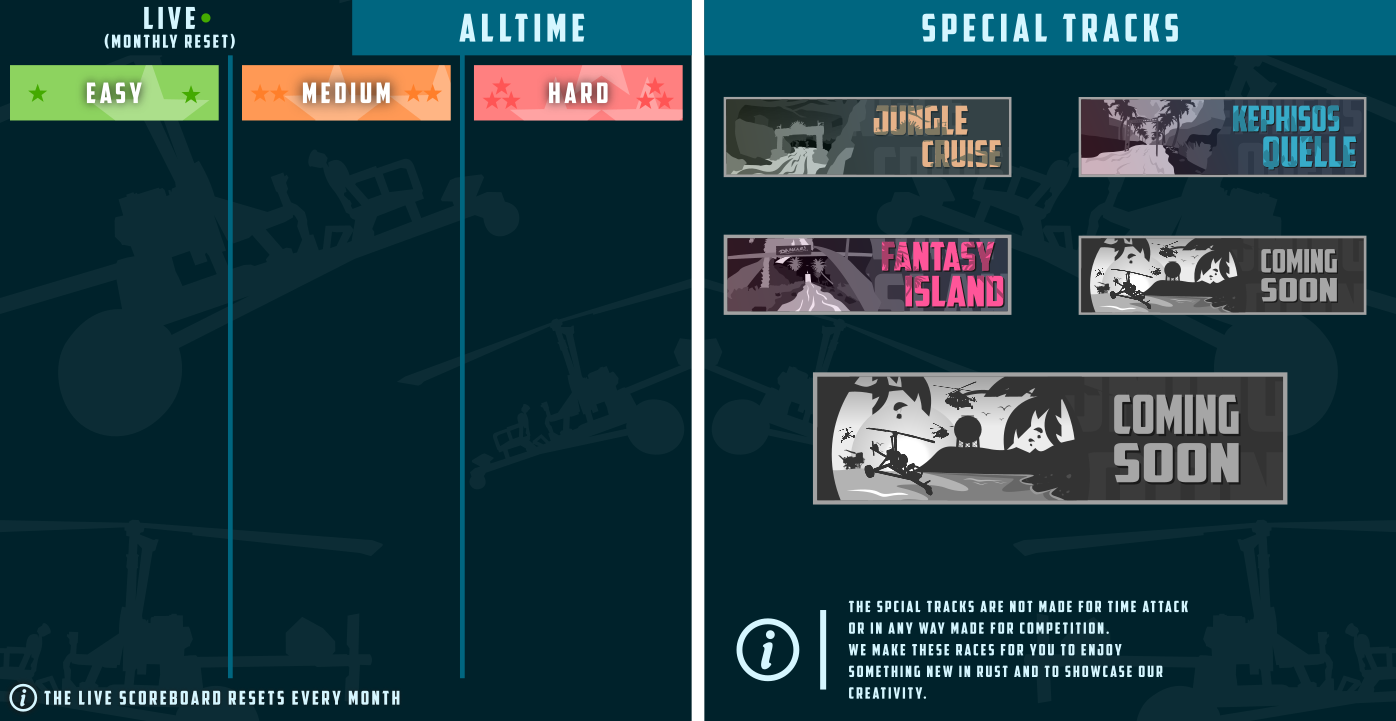 LIVE
(MONTHLY RESET)
ALLTIME
EASY
MEDIUM
HARD
THE LIVE SCOREBOARD RESETS EVERY MONTH
SPECIAL TRACKS
JUNGLE
CRUISE
KEPHISOS
QUELLE
FANTASY
ISLAND
COMING
SOON
COMING
SOON
THE SPCIAL TRACKS ARE NOT MADE FOR TIME ATTACK
OR IN ANY WAY MADE FOR COMPETITION.
WE MAKE THESE RACES FOR YOU TO ENJOY
SOMETHING NEW IN RUST AND TO SHOWCASE OUR
CREATIVITY.